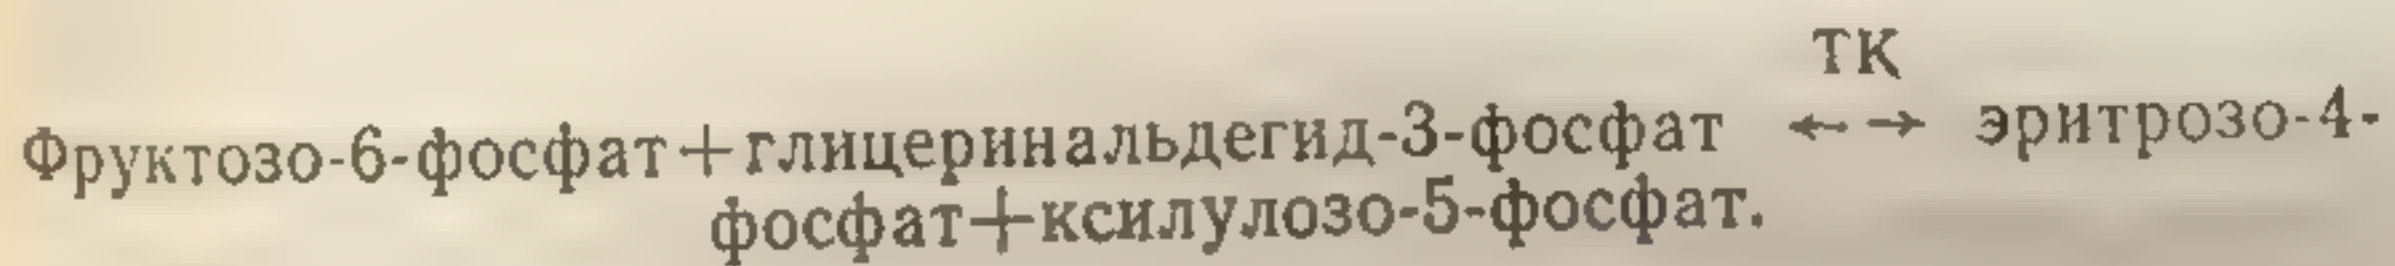 ТК
Фруктозо-6-фосфат+глицеринальдегид-3-фосфат ←→ эритрозо-4-
фосфат+ксилулозо-5-фосфат.